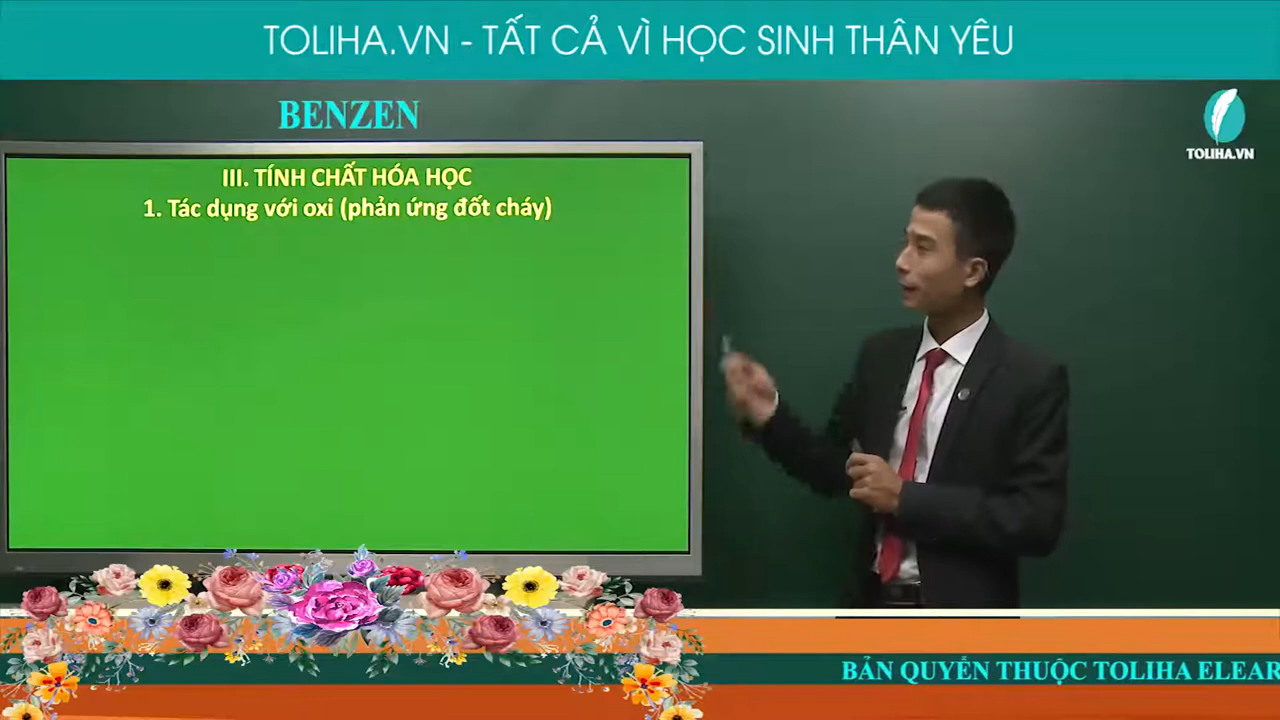 TOLIHA.VN - TẤT CẢ VÌ HỌC SINH THÂN YÊU
BENZEN
TOLIHA.VN
III. TÍNH CHẤT HÓA HỌC
1. Tác dụng với oxi (phản ứng đốt cháy)
BẢN QUYỀN THUỘC TOLIHA ELEAR